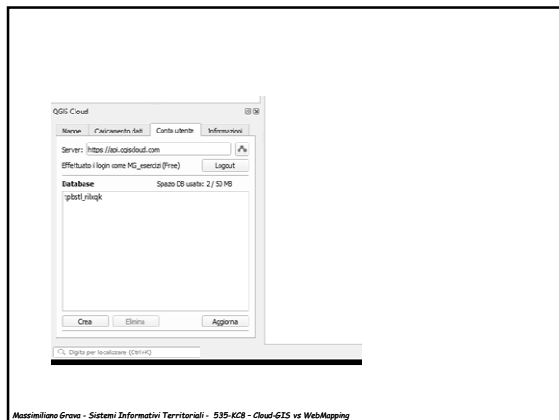 QGIS Cloud
Mappe Caricamento dati Conto utente Informazioni
Server: https://api.qgiscloud.com
Effettuato il login come MG_esercizi (Free) Logout
Database Spazio DB usato: 2 / 50 MB
Crea Elimina Aggiorna
Digita per localizzare (Ctrl+K)
Massimiliano Grava - Sistemi Informativi Territoriali - 535-KC8 - Cloud-GIS vs WebMapping